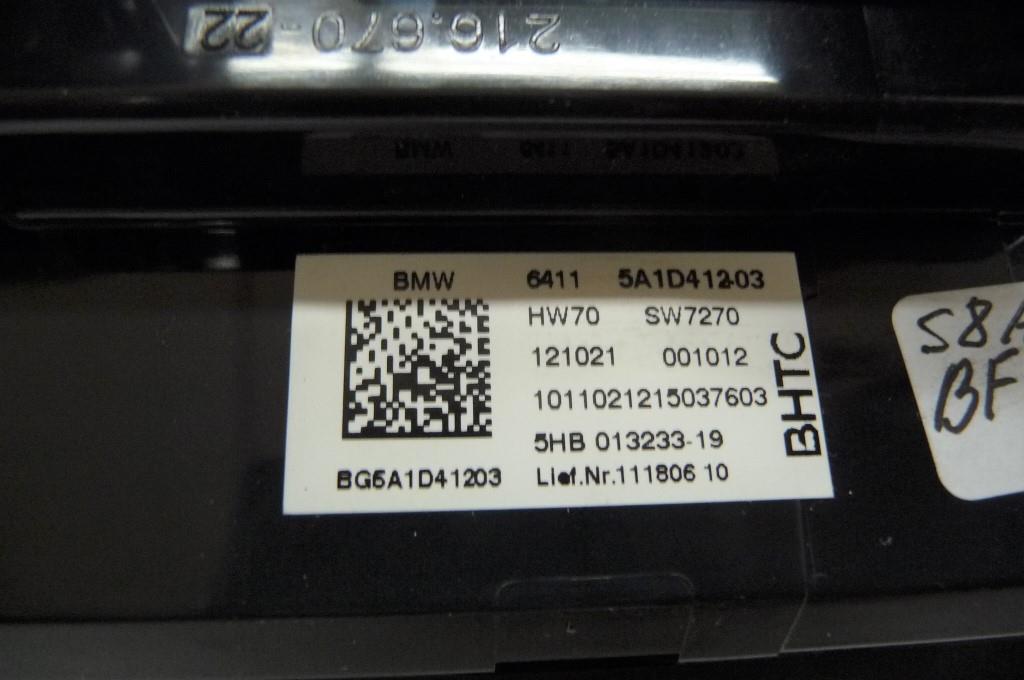 216.670-22
BMW 6411 5A1D412-03
HW70 SW7270
121021 001012
1011021215037603
5HB 013233-19
BG5A1D41203 Lief.Nr.111806 10
BHTC
S8A
BF